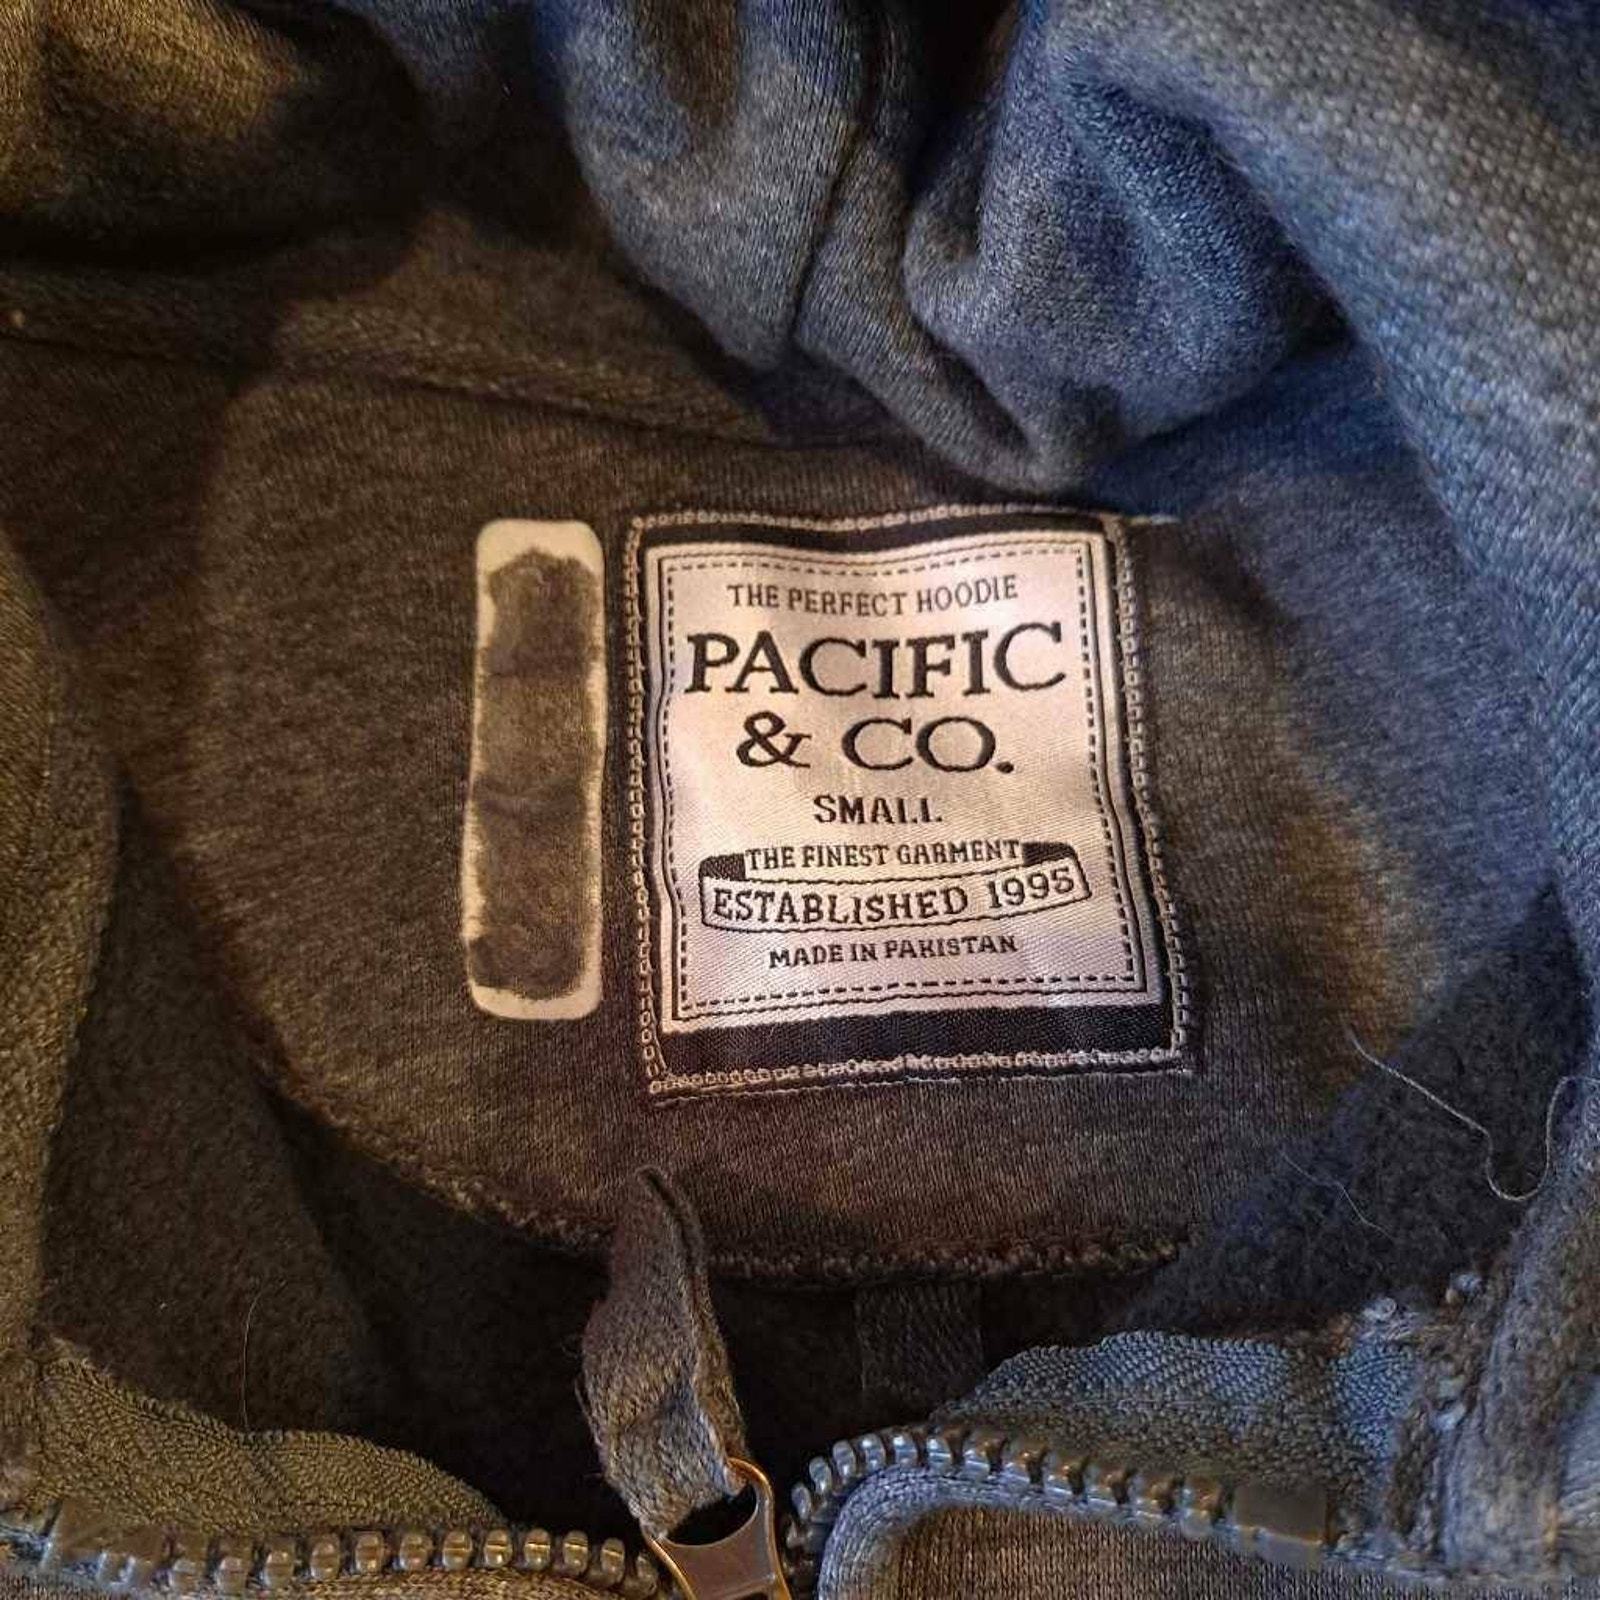 THE PERFECT HOODIE
PACIFIC
& CO.
SMALL
THE FINEST GARMENT
ESTABLISHED 1995
MADE IN PAKISTAN